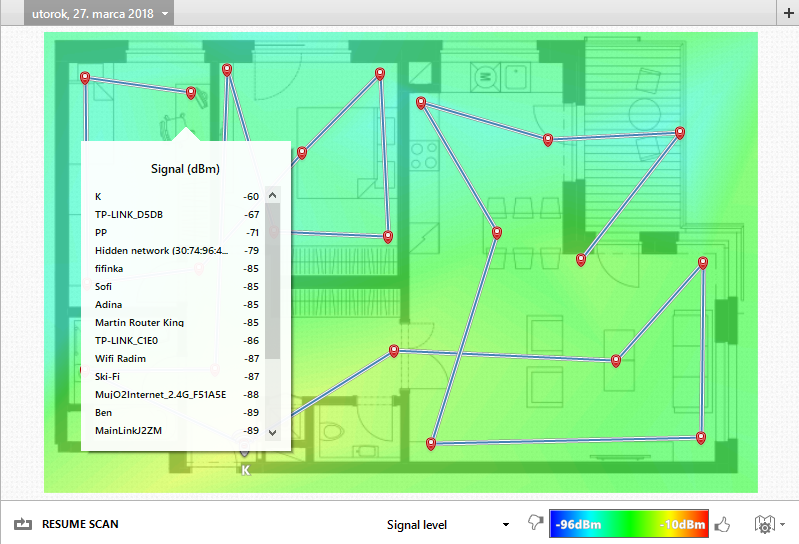 utorok, 27. marca 2018
Signal (dBm)
K -60
TP-LINK_D5DB -67
PP -71
Hidden network (30:74:96:4... -79
fifinka -85
Sofi -85
Adina -85
Martin Router King -85
TP-LINK_C1E0 -86
Wifi Radim -87
Ski-Fi -87
MujO2Internet_2.4G_F51A5E -88
Ben -89
MainLinkJ2ZM -89
K
RESUME SCAN
Signal level
-96dBm
-10dBm